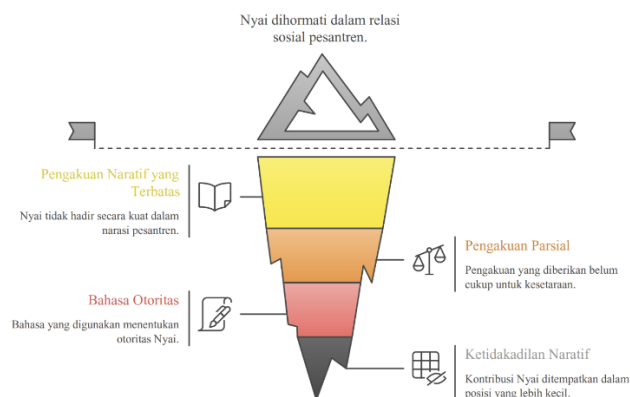 Nyai dihormati dalam relasi
sosial pesantren.
Pengakuan Naratif yang
Terbatas
Nyai tidak hadir secara kuat dalam
narasi pesantren.
Pengakuan Parsial
Pengakuan yang diberikan belum
cukup untuk kesetaraan.
Bahasa Otoritas
Bahasa yang digunakan menentukan
otoritas Nyai.
Ketidakadilan Naratif
Kontribusi Nyai ditempatkan dalam
posisi yang lebih kecil.